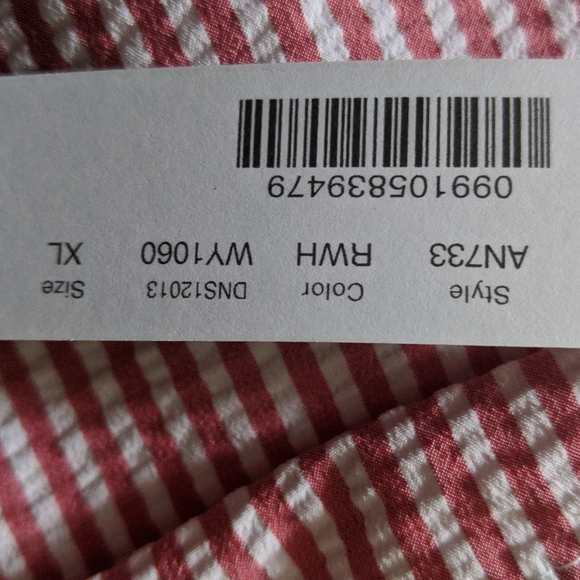 Style Color DNS12013 Size
AN733 RWH WY1060 XL
099105839479